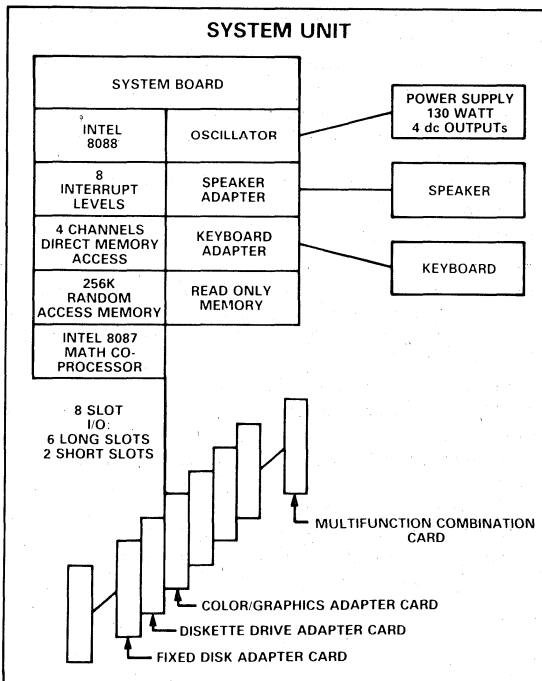 SYSTEM UNIT
SYSTEM BOARD
INTEL
8088
OSCILLATOR
POWER SUPPLY
130 WATT
4 dc OUTPUTs
8
INTERRUPT
LEVELS
SPEAKER
ADAPTER
SPEAKER
4 CHANNELS
DIRECT MEMORY
ACCESS
KEYBOARD
ADAPTER
KEYBOARD
256K
RANDOM
ACCESS MEMORY
READ ONLY
MEMORY
INTEL 8087
MATH CO-
PROCESSOR
8 SLOT
I/O:
6 LONG SLOTS
2 SHORT SLOTS
MULTIFUNCTION COMBINATION
CARD
COLOR/GRAPHICS ADAPTER CARD
DISKETTE DRIVE ADAPTER CARD
FIXED DISK ADAPTER CARD